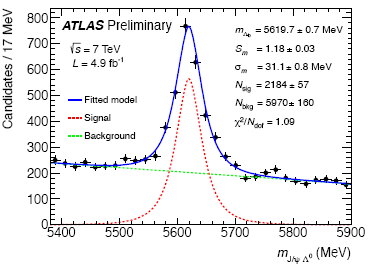 ATLAS Preliminary
√s = 7 TeV
L = 4.9 fb⁻¹
m_Λb = 5619.7 ± 0.7 MeV
S_m = 1.18 ± 0.03
σ_m = 31.1 ± 0.8 MeV
N_sig = 2184 ± 57
N_bkg = 5970 ± 160
χ²/N_dof = 1.09
Fitted model
Signal
Background
Candidates / 17 MeV
800
700
600
500
400
300
200
100
0
5400 5500 5600 5700 5800 5900
m_J/ψ Λ⁰ (MeV)